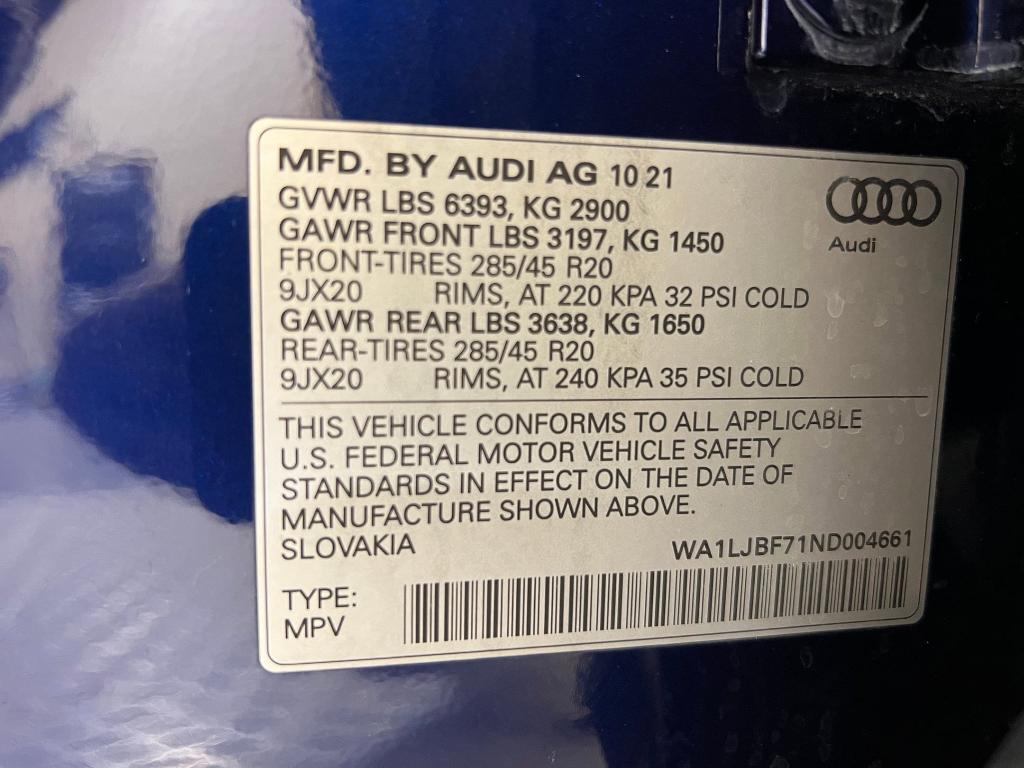 MFD. BY AUDI AG 10 21
GVWR LBS 6393, KG 2900
GAWR FRONT LBS 3197, KG 1450
FRONT-TIRES 285/45 R20
9JX20 RIMS, AT 220 KPA 32 PSI COLD
GAWR REAR LBS 3638, KG 1650
REAR-TIRES 285/45 R20
9JX20 RIMS, AT 240 KPA 35 PSI COLD
Audi
THIS VEHICLE CONFORMS TO ALL APPLICABLE
U.S. FEDERAL MOTOR VEHICLE SAFETY
STANDARDS IN EFFECT ON THE DATE OF
MANUFACTURE SHOWN ABOVE.
SLOVAKIA
WA1LJBF71ND004661
TYPE:
MPV